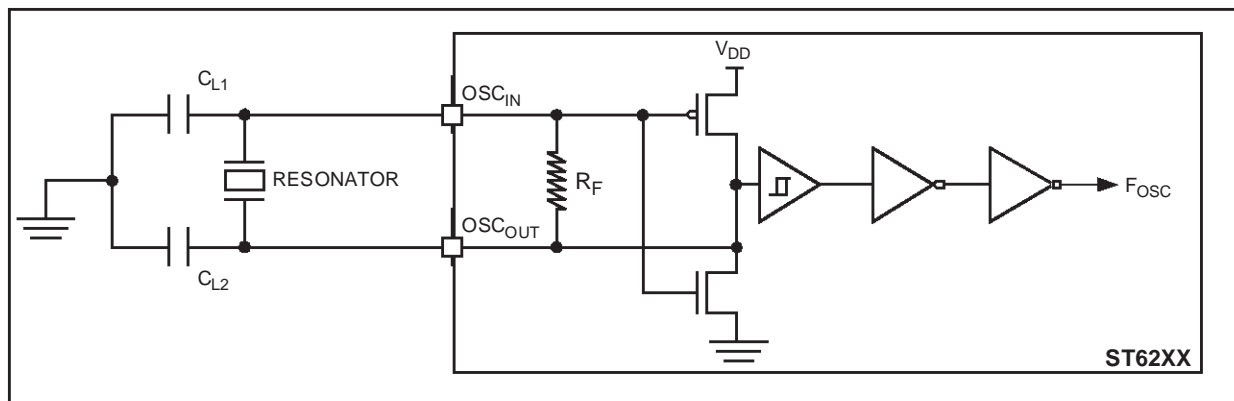 V_DD
C_L1
OSC_IN
RESONATOR
R_F
F_OSC
OSC_OUT
C_L2
ST62XX